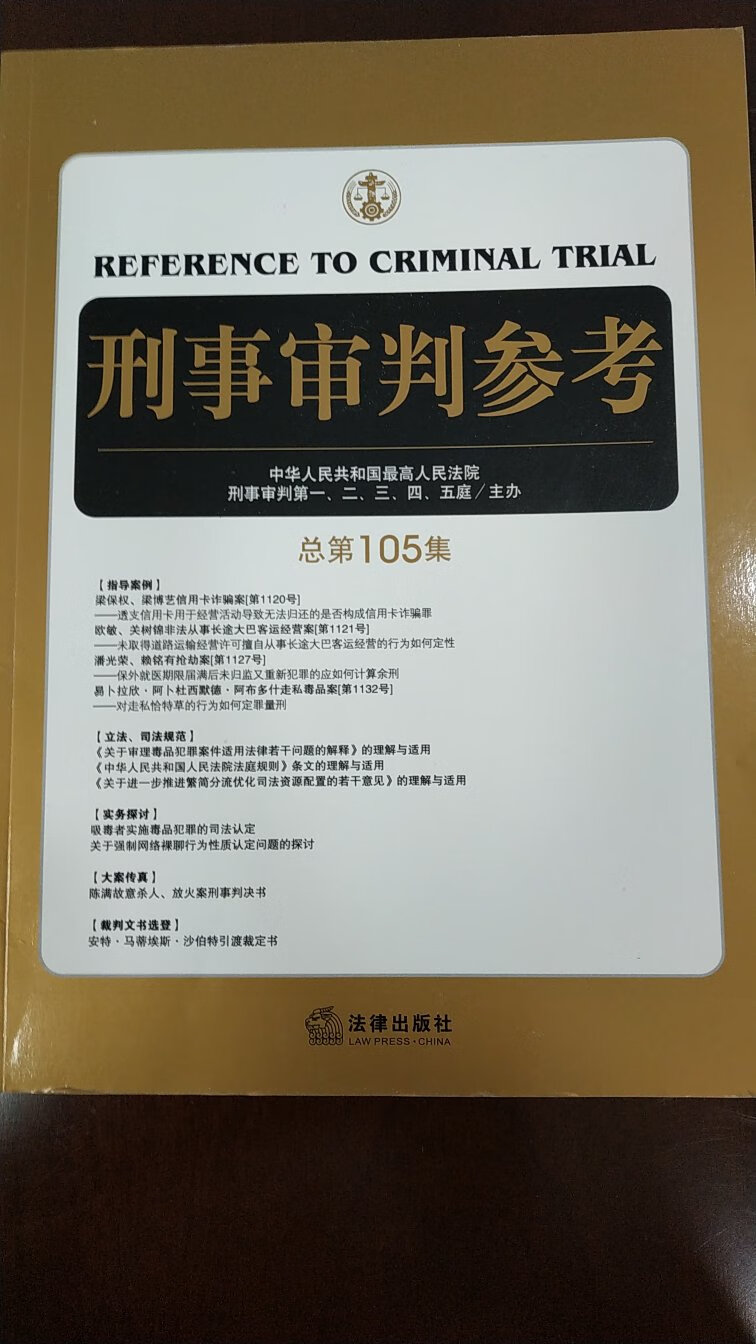 REFERENCE TO CRIMINAL TRIAL
刑事审判参考
中华人民共和国最高人民法院
刑事审判第一、二、三、四、五庭／主办
总第105集
【指导案例】
梁保权、梁博艺信用卡诈骗案[第1120号]
——透支信用卡用于经营活动导致无法归还的是否构成信用卡诈骗罪
欧敏、关树锦非法从事长途大巴客运经营案[第1121号]
——未取得道路运输经营许可擅自从事长途大巴客运经营的行为如何定性
潘光荣、赖铭有抢劫案[第1127号]
——保外就医期限届满后未归监又重新犯罪的应如何计算余刑
易卜拉欣·阿卜杜西默德·阿布多什走私毒品案[第1132号]
——对走私恰特草的行为如何定罪量刑
【立法、司法规范】
《关于审理毒品犯罪案件适用法律若干问题的解释》的理解与适用
《中华人民共和国人民法院法庭规则》条文的理解与适用
《关于进一步推进繁简分流优化司法资源配置的若干意见》的理解与适用
【实务探讨】
吸毒者实施毒品犯罪的司法认定
关于强制网络裸聊行为性质认定问题的探讨
【大案传真】
陈满故意杀人、放火案刑事判决书
【裁判文书选登】
安特·马蒂埃斯·沙伯特引渡裁定书
法律出版社
LAW PRESS·CHINA